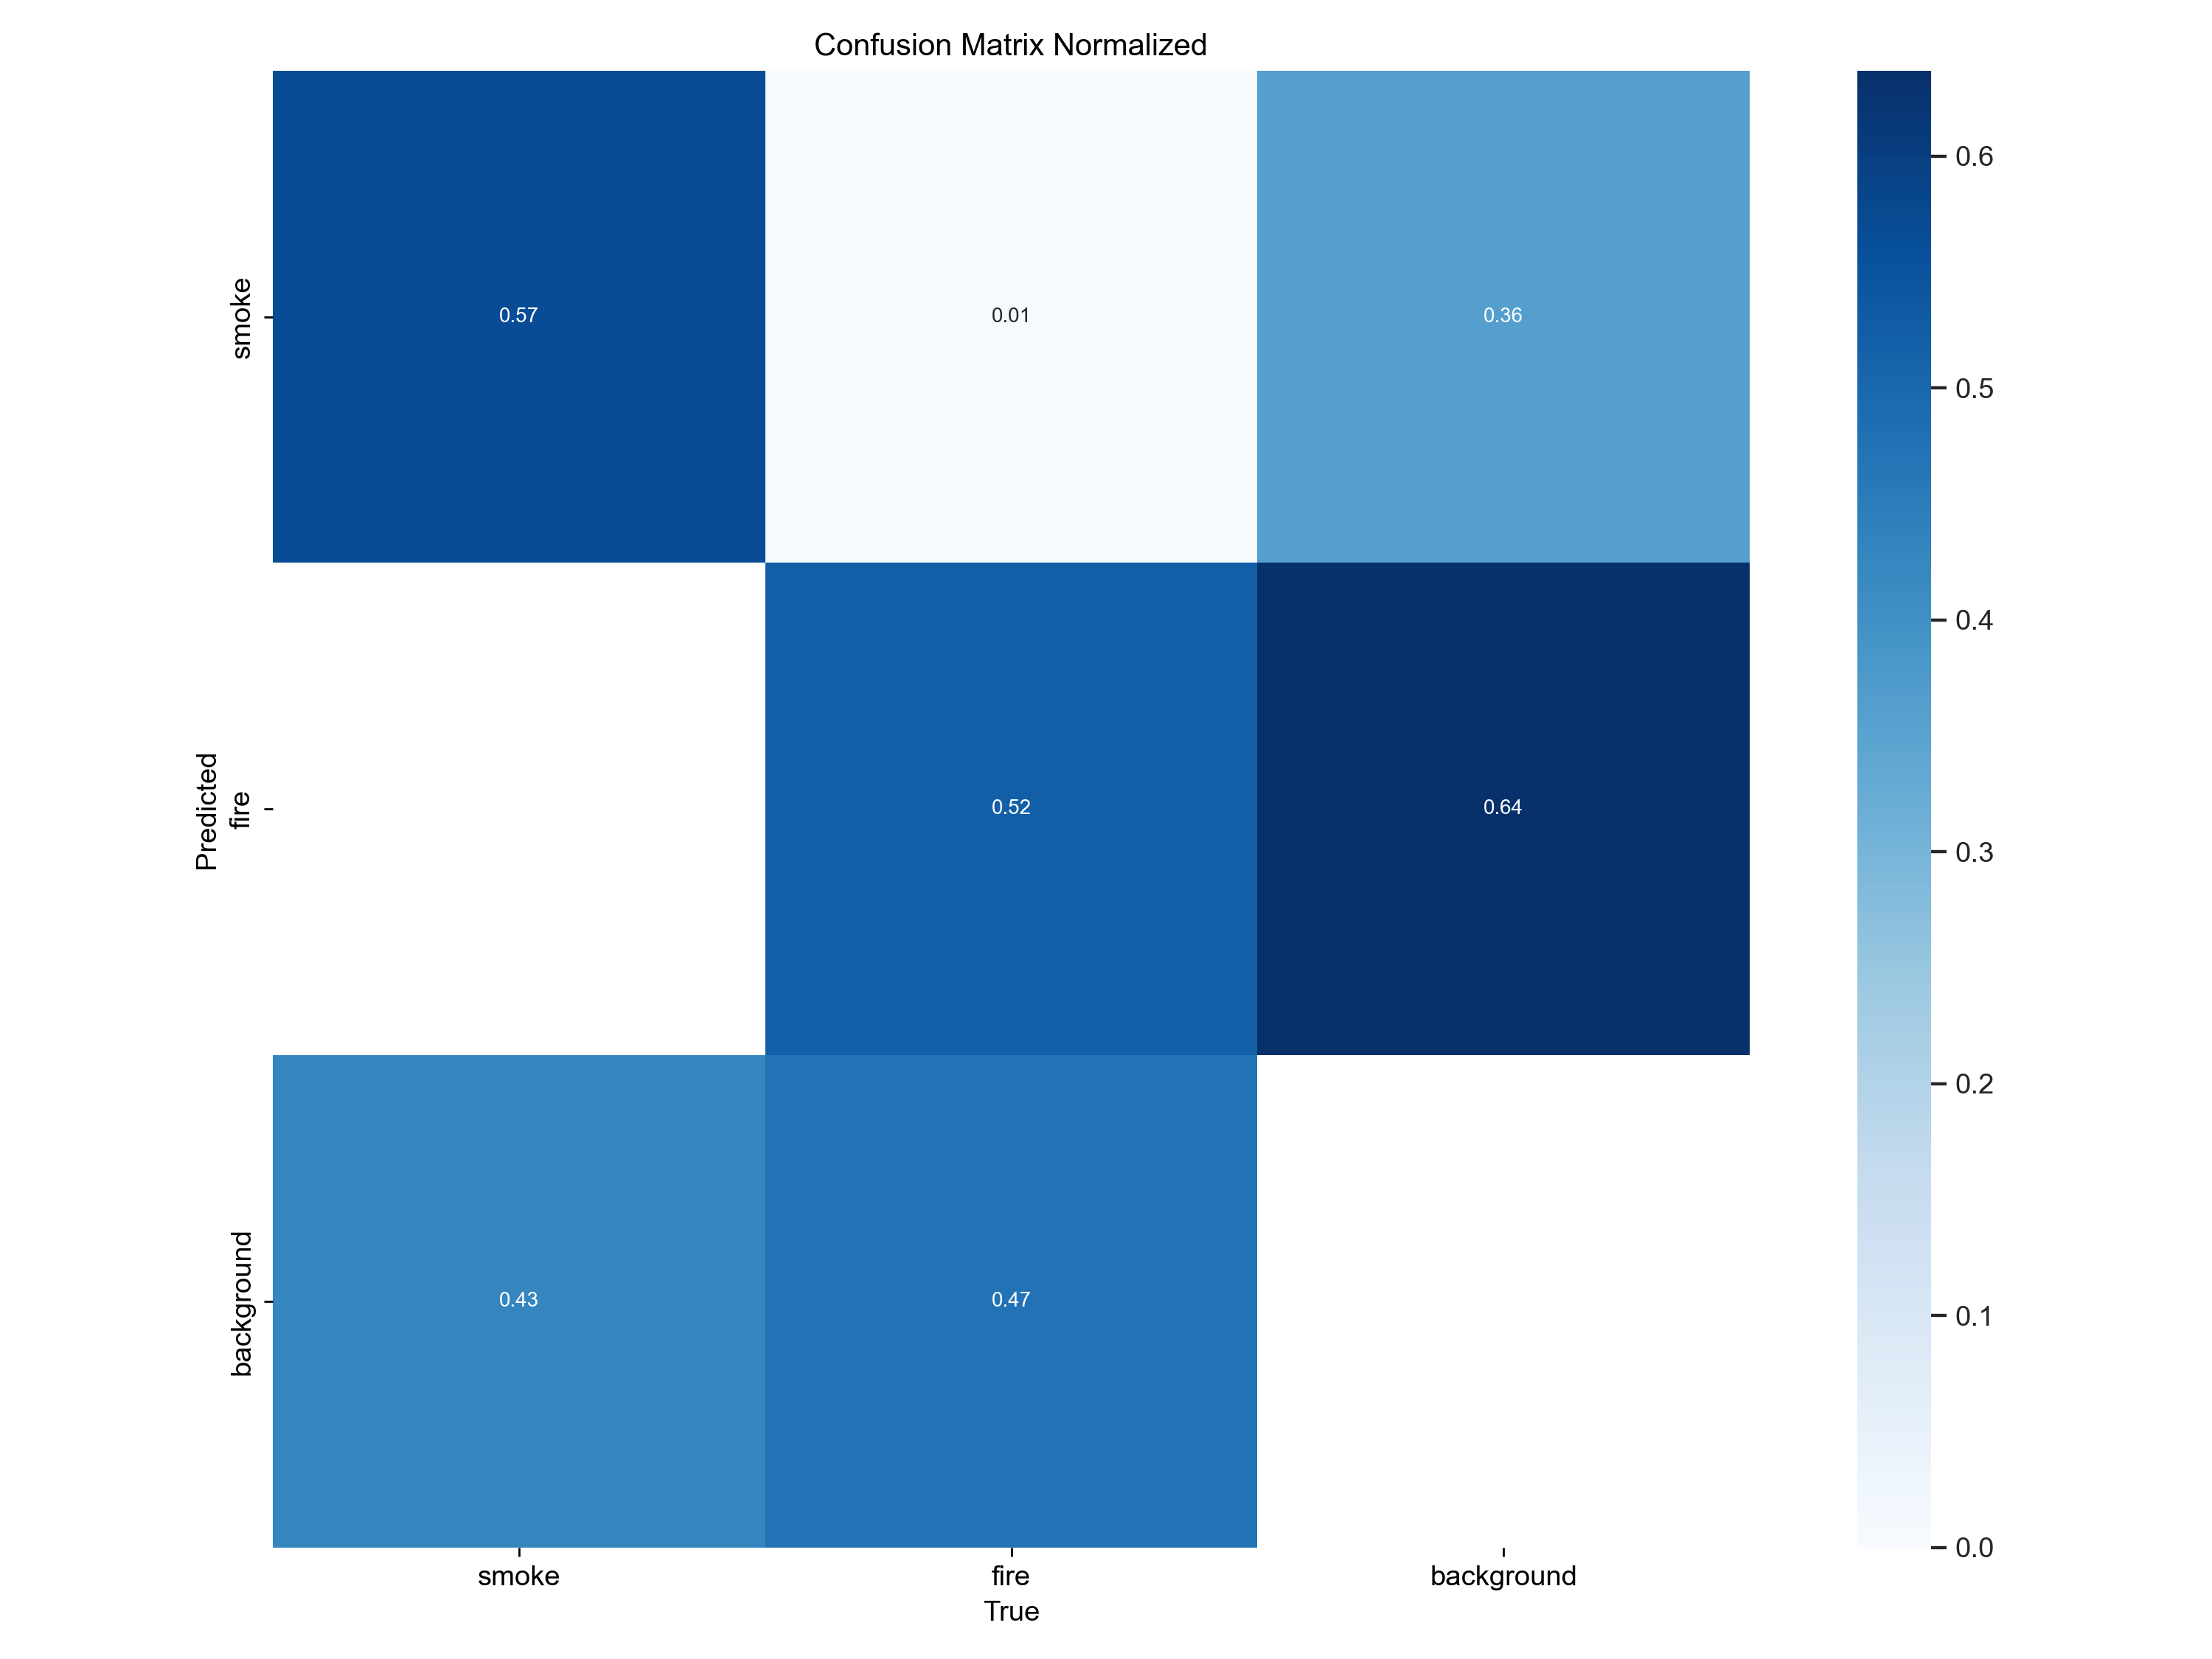 Confusion Matrix Normalized
smoke
fire
background
Predicted
0.57
0.01
0.36
0.52
0.64
0.43
0.47
smoke
fire
background
True
0.6
0.5
0.4
0.3
0.2
0.1
0.0